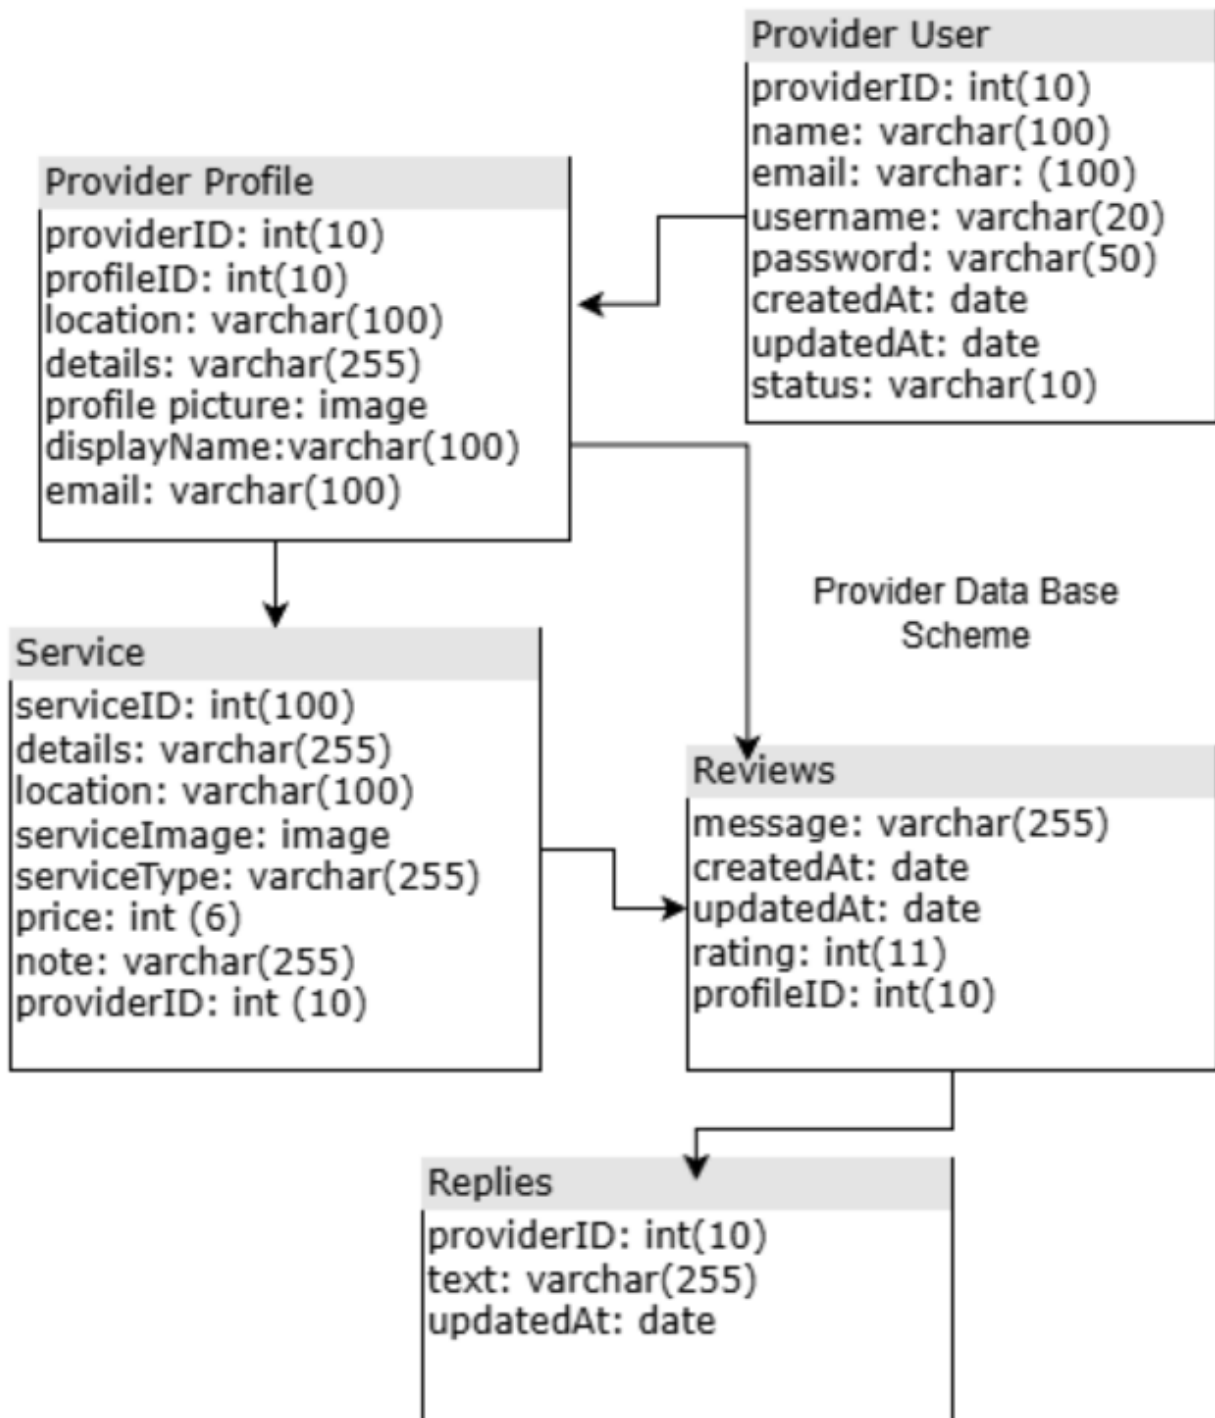 Provider User
providerID: int(10)
name: varchar(100)
email: varchar: (100)
username: varchar(20)
password: varchar(50)
createdAt: date
updatedAt: date
status: varchar(10)
Provider Profile
providerID: int(10)
profileID: int(10)
location: varchar(100)
details: varchar(255)
profile picture: image
displayName:varchar(100)
email: varchar(100)
Provider Data Base
Scheme
Service
serviceID: int(100)
details: varchar(255)
location: varchar(100)
serviceImage: image
serviceType: varchar(255)
price: int (6)
note: varchar(255)
providerID: int (10)
Reviews
message: varchar(255)
createdAt: date
updatedAt: date
rating: int(11)
profileID: int(10)
Replies
providerID: int(10)
text: varchar(255)
updatedAt: date